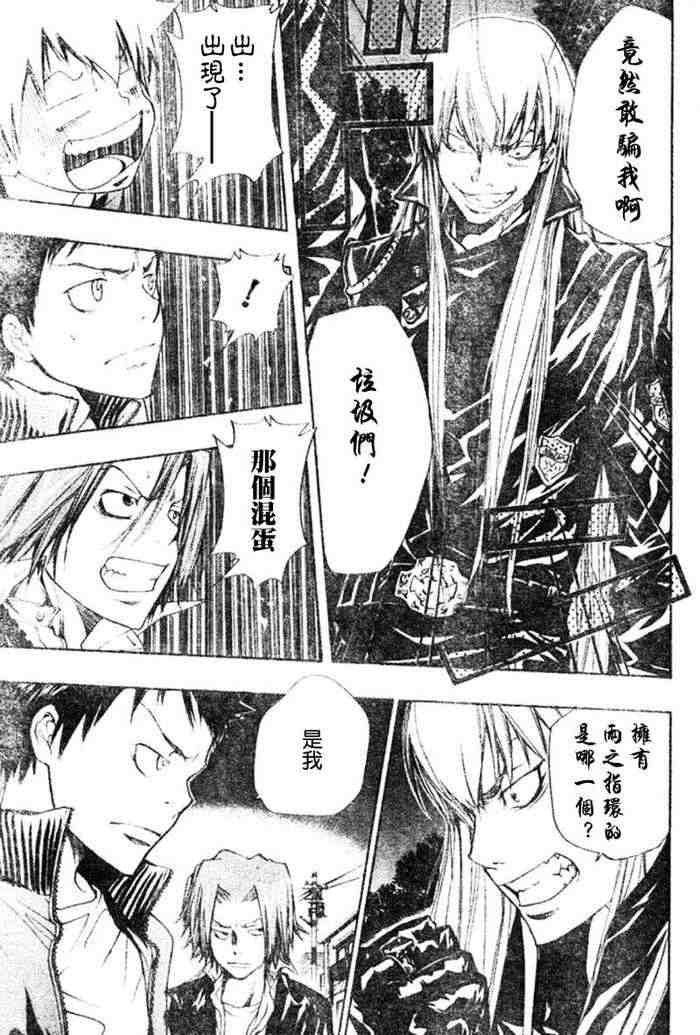 竟然敢騙我啊
垃圾們！
出…
出現了——
！
那個混蛋
擁有
雨之指環的
是哪一個？
是我